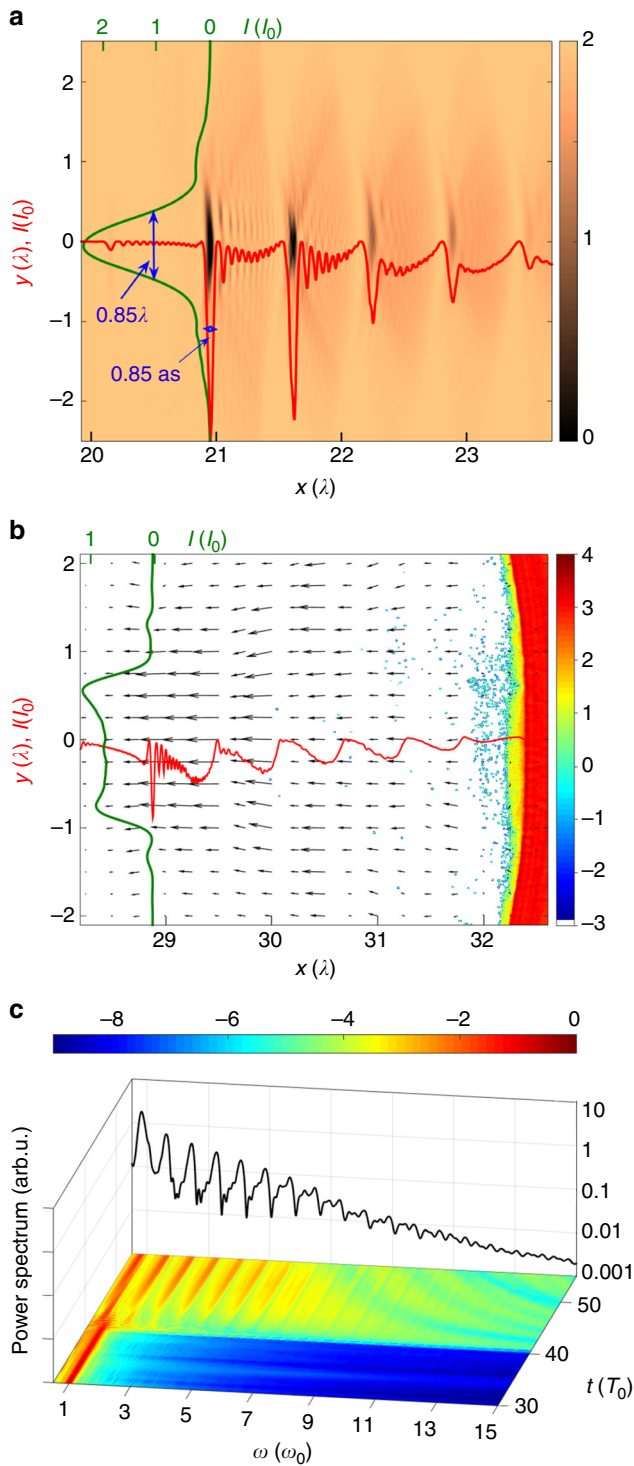 a
2 1 0 I (I0)
2
1
0
−1
−2
y (λ), I(I0)
0.85λ
0.85 as
20 21 22 23
x (λ)
2
1
0
b
1 0 I (I0)
2
1
0
−1
−2
y (λ), I(I0)
29 30 31 32
x (λ)
4
3
2
1
0
−1
−2
−3
c
−8 −6 −4 −2 0
Power spectrum (arb.u.)
10
1
0.1
0.01
0.001
50
40
30
t (T0)
1 3 5 7 9 11 13 15
ω (ω0)